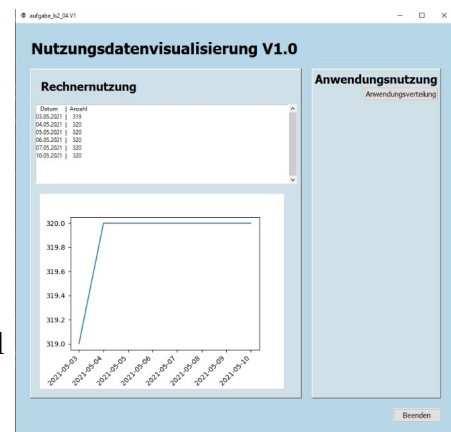 aufgabe_ls2_04 V1
Nutzungsdatenvisualisierung V1.0
Rechnernutzung
Datum | Anzahl
03.05.2021 | 319
04.05.2021 | 320
05.05.2021 | 320
06.05.2021 | 320
07.05.2021 | 320
10.05.2021 | 320
320.0
319.8
319.6
319.4
319.2
319.0
2021-05-03
2021-05-04
2021-05-05
2021-05-06
2021-05-07
2021-05-08
2021-05-09
2021-05-10
Anwendungsnutzung
Anwendungsverteilung
Beenden